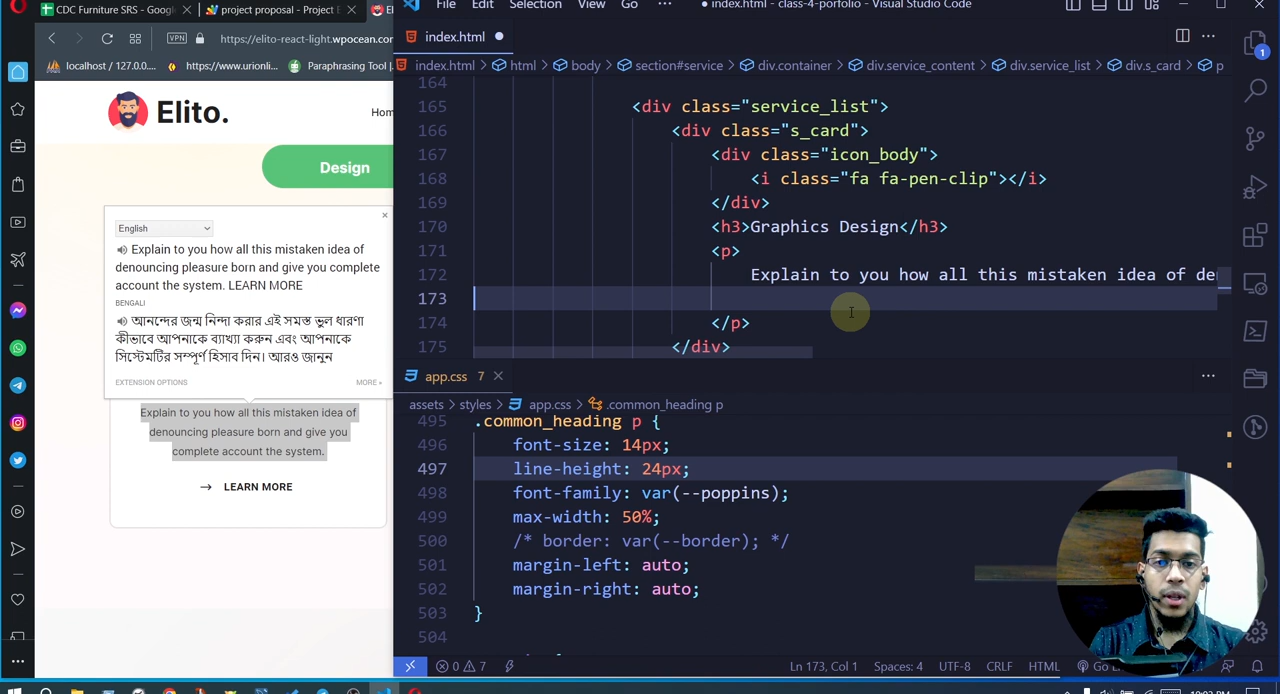 CDC Furniture SRS - Google
project proposal - Project
Eli
VPN
https://elito-react-light.wpocean.com
localhost / 127.0.0....
https://www.urionli...
Paraphrasing Tool |
Elito.
Hom
Design
English
Explain to you how all this mistaken idea of
denouncing pleasure born and give you complete
account the system. LEARN MORE
BENGALI
আনন্দের জন্ম নিন্দা করার এই সমস্ত ভুল ধারণা
কীভাবে আপনাকে ব্যাখ্যা করুন এবং আপনাকে
সিস্টেমটির সম্পূর্ণ হিসাব দিন। আরও জানুন
EXTENSION OPTIONS
MORE »
Explain to you how all this mistaken idea of
denouncing pleasure born and give you
complete account the system.
→ LEARN MORE
File Edit Selection View Go ··· ● index.html - class-4-porfolio - Visual Studio Code
index.html
index.html > html > body > section#service > div.container > div.service_content > div.service_list > div.s_card > p
164
165 <div class="service_list">
166 <div class="s_card">
167 <div class="icon_body">
168 <i class="fa fa-pen-clip"></i>
169 </div>
170 <h3>Graphics Design</h3>
171 <p>
172 Explain to you how all this mistaken idea of de
173
174 </p>
175 </div>
app.css 7
assets > styles > app.css > .common_heading p
495 .common_heading p {
496 font-size: 14px;
497 line-height: 24px;
498 font-family: var(--poppins);
499 max-width: 50%;
500 /* border: var(--border); */
501 margin-left: auto;
502 margin-right: auto;
503 }
504
0 7
Ln 173, Col 1 Spaces: 4 UTF-8 CRLF HTML
1